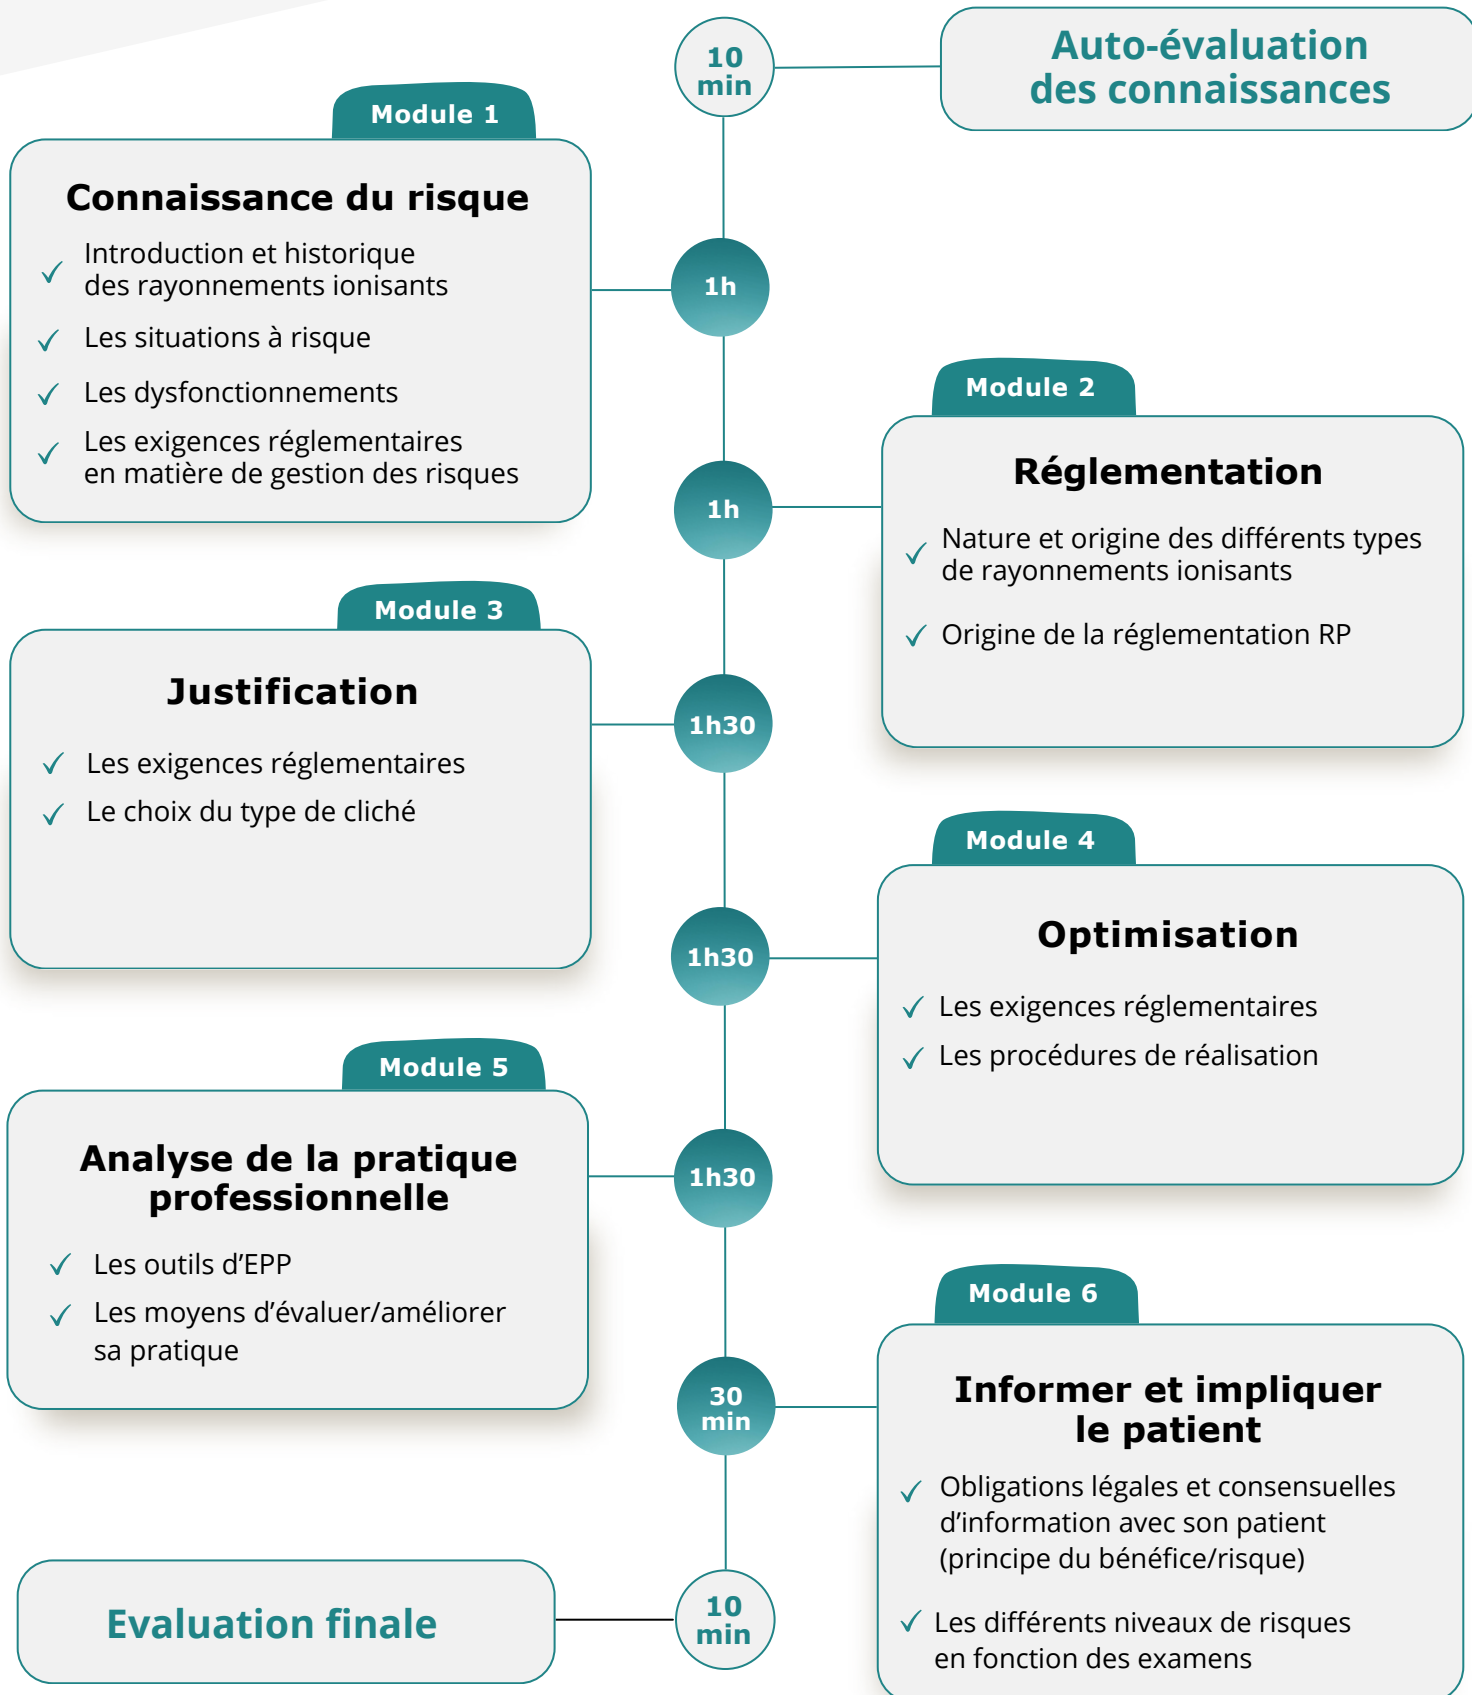 10
min
Auto-évaluation
des connaissances
Module 1
Connaissance du risque
Introduction et historique
des rayonnements ionisants
Les situations à risque
Les dysfonctionnements
Les exigences réglementaires
en matière de gestion des risques
1h
Module 2
Réglementation
Nature et origine des différents types
de rayonnements ionisants
Origine de la réglementation RP
1h
Module 3
Justification
Les exigences réglementaires
Le choix du type de cliché
1h30
Module 4
Optimisation
Les exigences réglementaires
Les procédures de réalisation
1h30
Module 5
Analyse de la pratique
professionnelle
Les outils d’EPP
Les moyens d’évaluer/améliorer
sa pratique
1h30
Module 6
Informer et impliquer
le patient
Obligations légales et consensuelles
d’information avec son patient
(principe du bénéfice/risque)
Les différents niveaux de risques
en fonction des examens
30
min
Evaluation finale
10
min